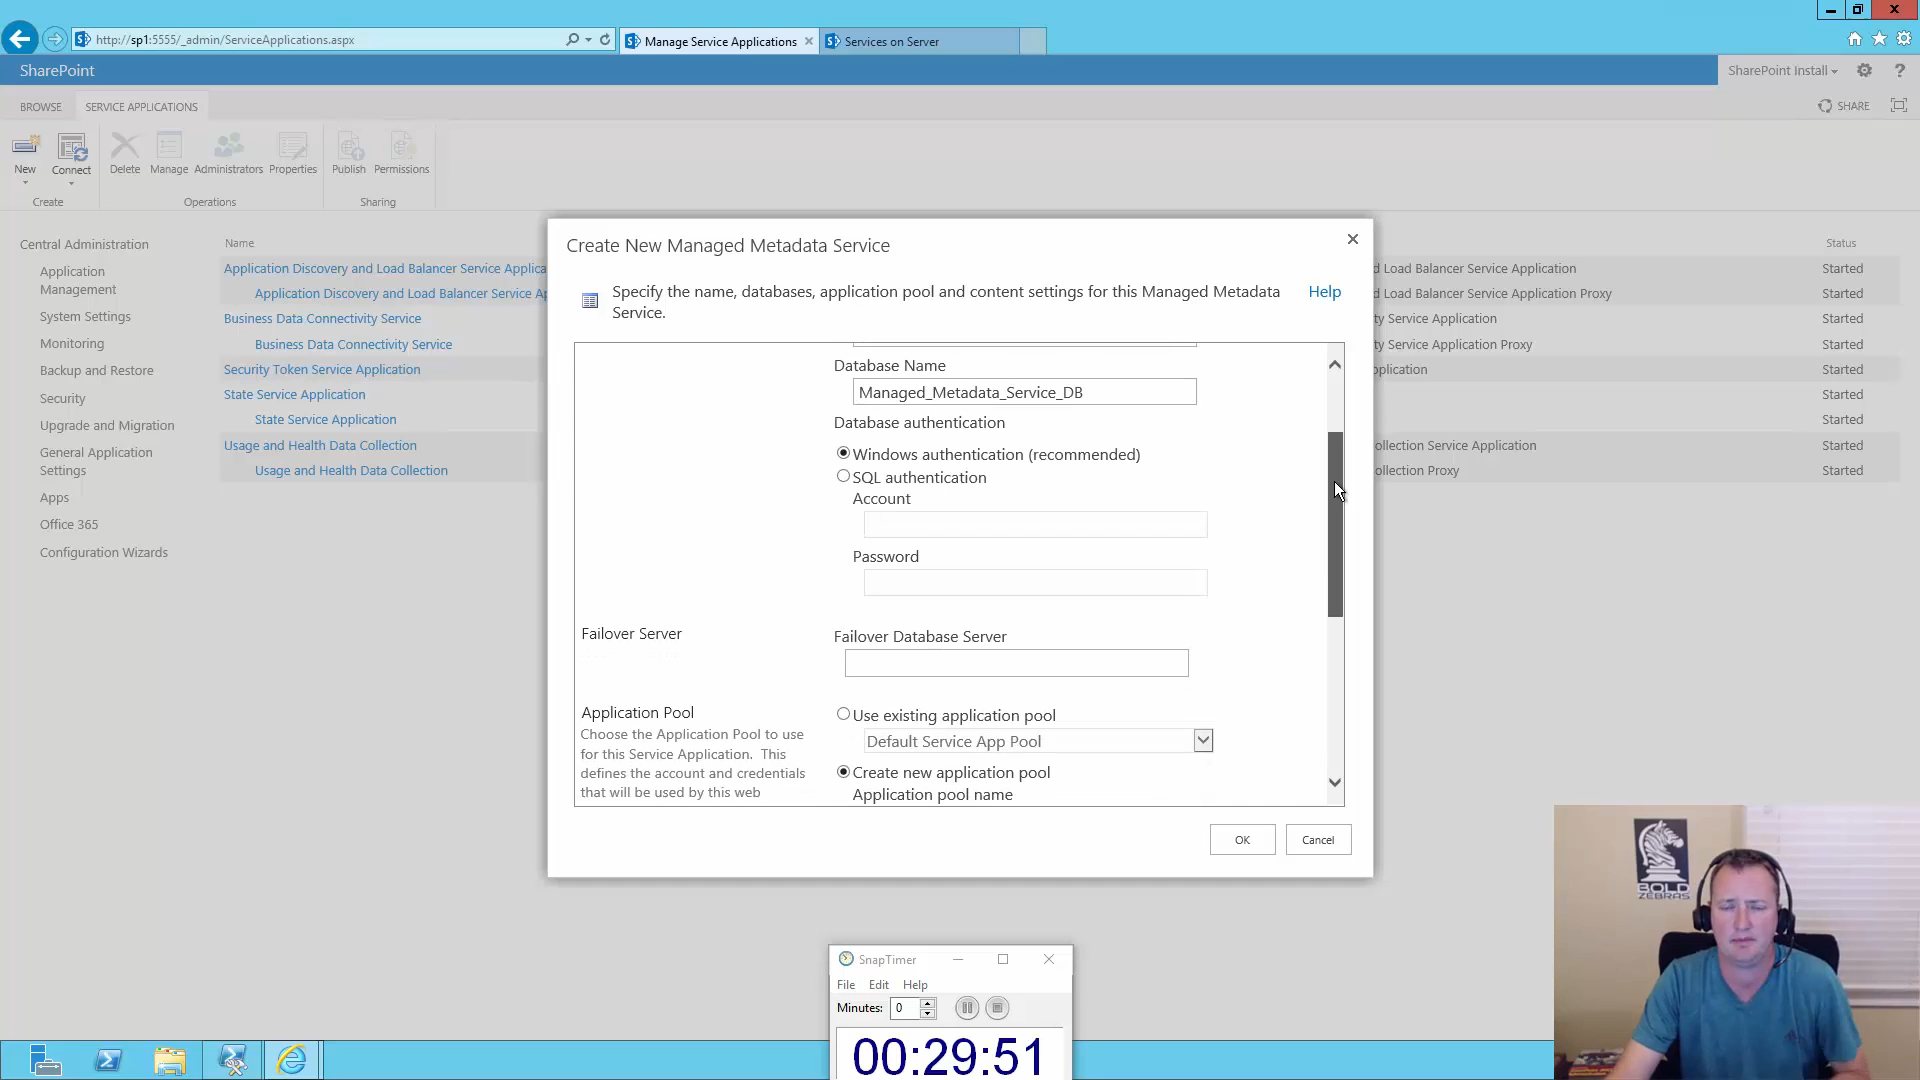 http://sp1:5555/_admin/ServiceApplications.aspx
Manage Service Applications
Services on Server
SharePoint
SharePoint Install
?
BROWSE
SERVICE APPLICATIONS
SHARE
New
Connect
Delete
Manage
Administrators
Properties
Publish
Permissions
Create
Operations
Sharing
Central Administration
Application
Management
System Settings
Monitoring
Backup and Restore
Security
Upgrade and Migration
General Application
Settings
Apps
Office 365
Configuration Wizards
Name
Status
Application Discovery and Load Balancer Service Applica
d Load Balancer Service Application
Started
Application Discovery and Load Balancer Service Ap
d Load Balancer Service Application Proxy
Started
Business Data Connectivity Service
ty Service Application
Started
Business Data Connectivity Service
ty Service Application Proxy
Started
Security Token Service Application
pplication
Started
State Service Application
Started
State Service Application
Started
Usage and Health Data Collection
ollection Service Application
Started
Usage and Health Data Collection
ollection Proxy
Started
Create New Managed Metadata Service
Specify the name, databases, application pool and content settings for this Managed Metadata
Service.
Help
Database Name
Managed_Metadata_Service_DB
Database authentication
Windows authentication (recommended)
SQL authentication
Account
Password
Failover Server
Failover Database Server
Application Pool
Choose the Application Pool to use
for this Service Application. This
defines the account and credentials
that will be used by this web
Use existing application pool
Default Service App Pool
Create new application pool
Application pool name
OK
Cancel
SnapTimer
File
Edit
Help
Minutes:
0
00:29:51
BOLD
ZEBRAS